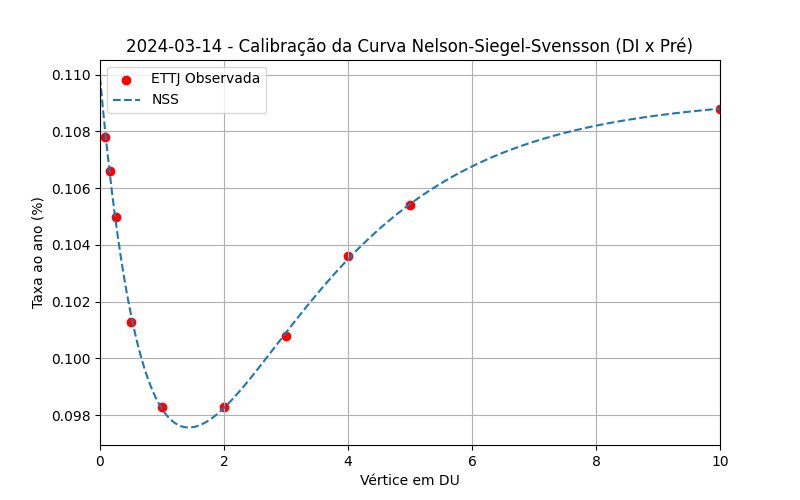 2024-03-14 - Calibração da Curva Nelson-Siegel-Svensson (DI x Pré)
ETTJ Observada
NSS
Taxa ao ano (%)
0.110
0.108
0.106
0.104
0.102
0.100
0.098
0 2 4 6 8 10
Vértice em DU